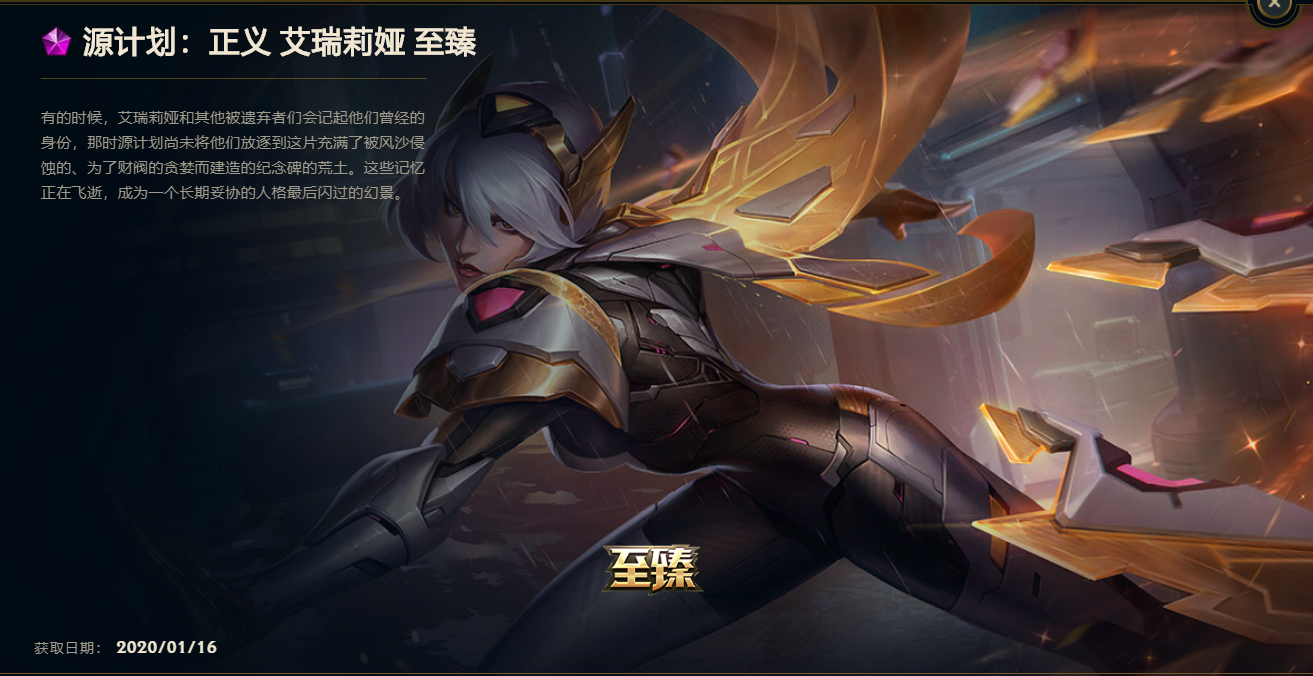 源计划：正义 艾瑞莉娅 至臻
有的时候，艾瑞莉娅和其他被遗弃者们会记起他们曾经的
身份，那时源计划尚未将他们放逐到这片充满了被风沙侵
蚀的、为了财阀的贪婪而建造的纪念碑的荒土。这些记忆
正在飞逝，成为一个长期妥协的人格最后闪过的幻景。
至臻
获取日期： 2020/01/16